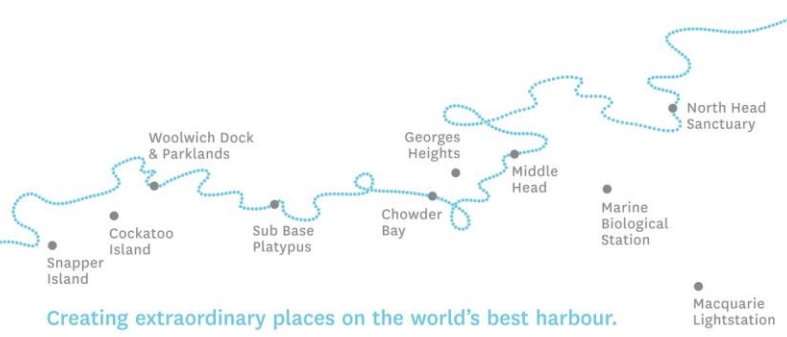 North Head
Sanctuary
Woolwich Dock
& Parklands
Georges
Heights
Middle
Head
Marine
Biological
Station
Chowder
Bay
Sub Base
Platypus
Cockatoo
Island
Snapper
Island
Macquarie
Lightstation
Creating extraordinary places on the world's best harbour.